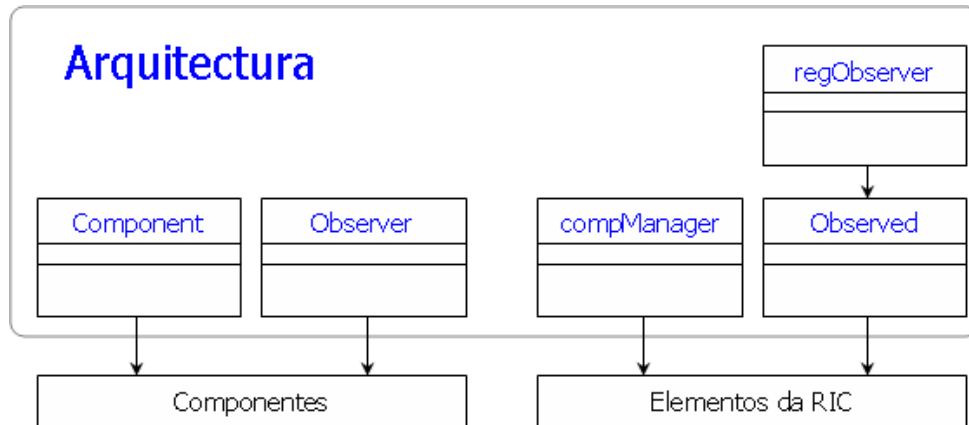 Arquitectura
regObserver
Component
Observer
compManager
Observed
Componentes
Elementos da RIC